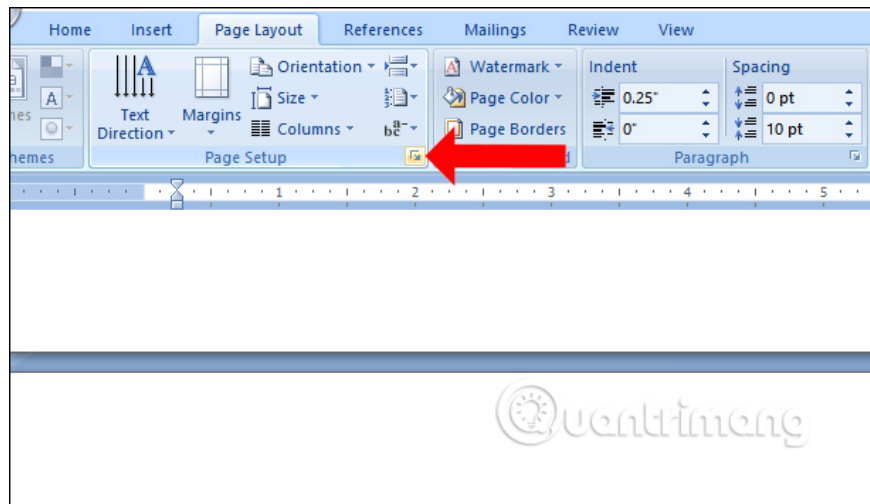 Home Insert Page Layout References Mailings Review View
Orientation Watermark Indent Spacing
A Size Page Color 0.25" 0 pt
Text Direction Margins Columns Page Borders 0" 10 pt
Page Setup Paragraph
1 2 3 4 5
Quantrimang